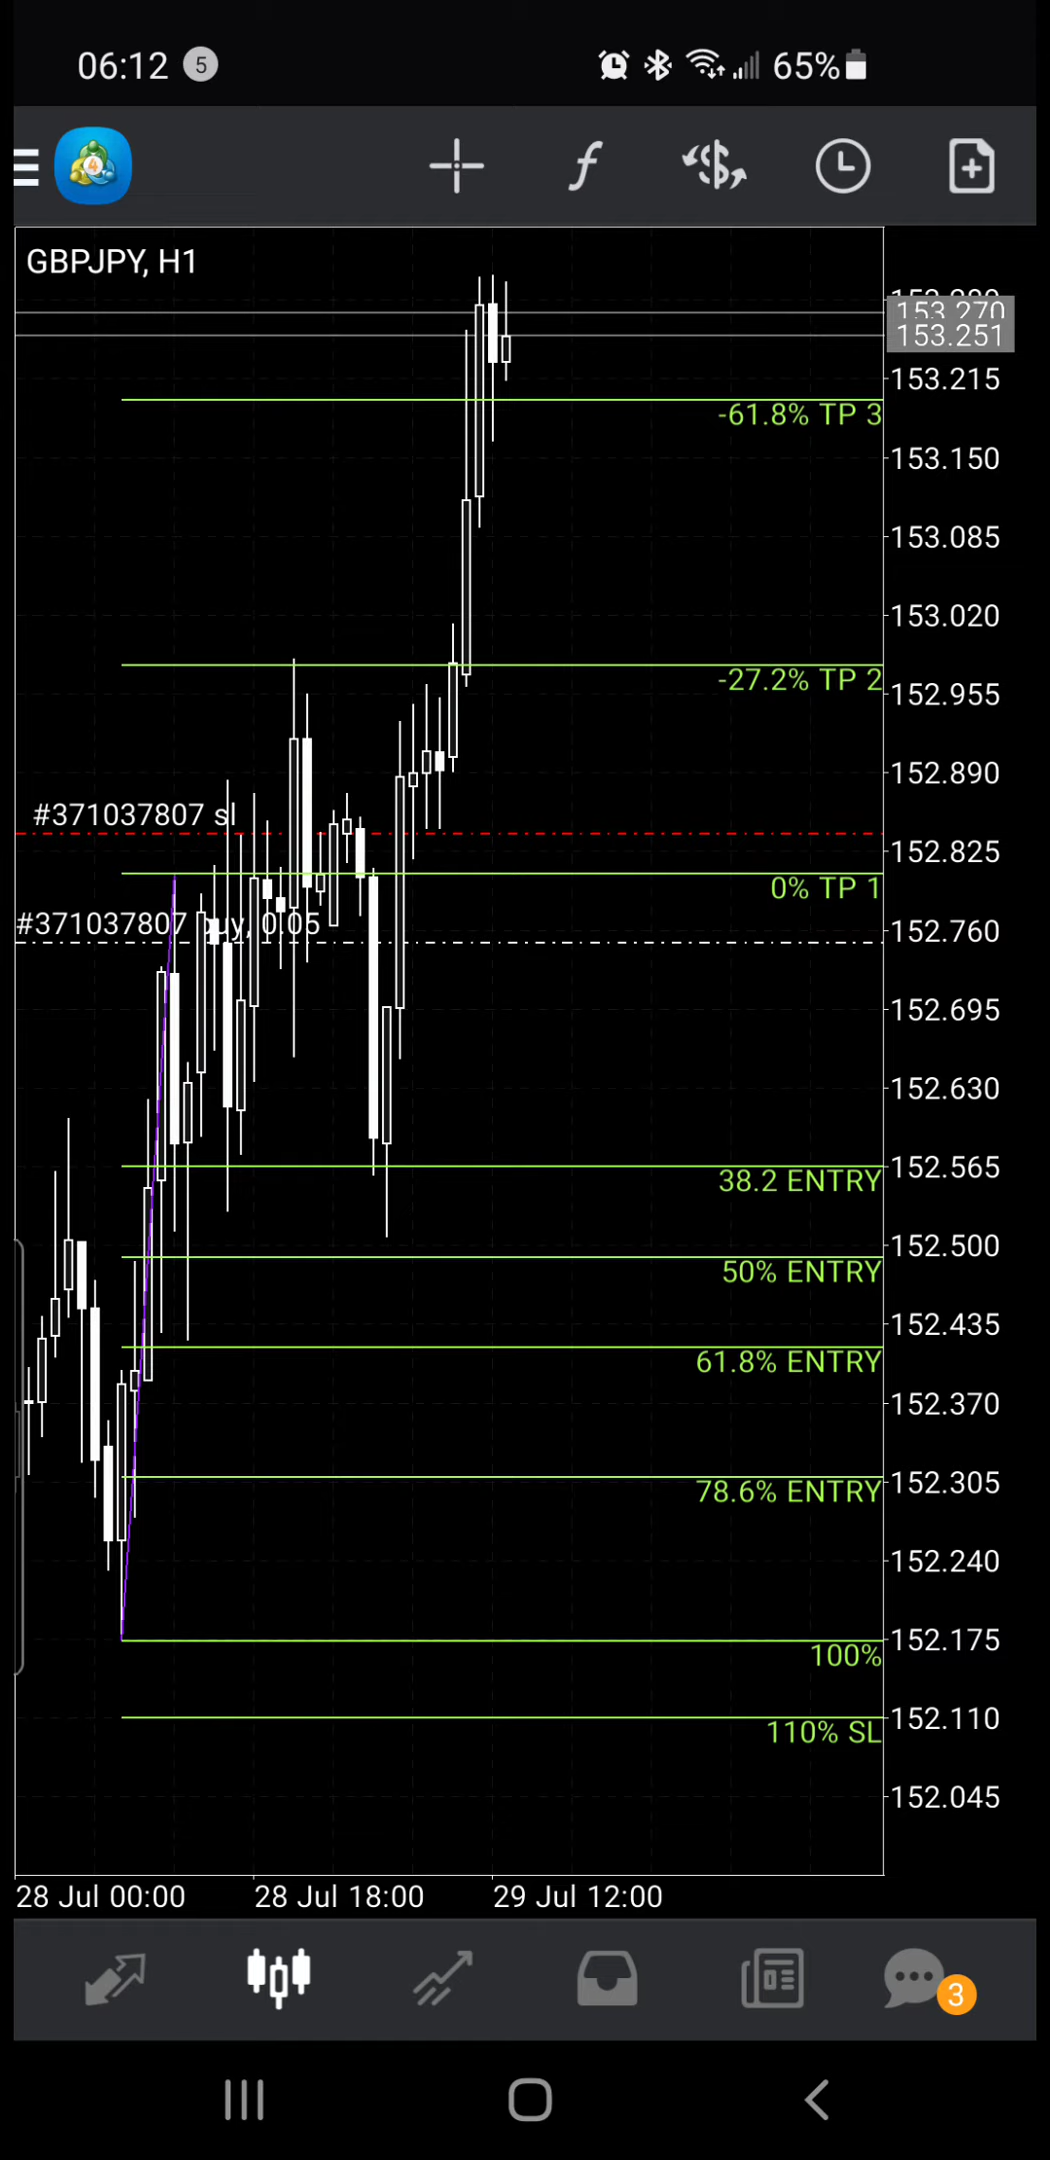 06:12 5 65%
4
GBPJPY, H1
153.270
153.251
153.215
-61.8% TP 3
153.150
153.085
153.020
-27.2% TP 2
152.955
152.890
#371037807 sl
152.825
0% TP 1
#371037807 buy, 0.05
152.760
152.695
152.630
152.565
38.2 ENTRY
152.500
50% ENTRY
152.435
61.8% ENTRY
152.370
152.305
78.6% ENTRY
152.240
152.175
100%
152.110
110% SL
152.045
28 Jul 00:00 28 Jul 18:00 29 Jul 12:00
3